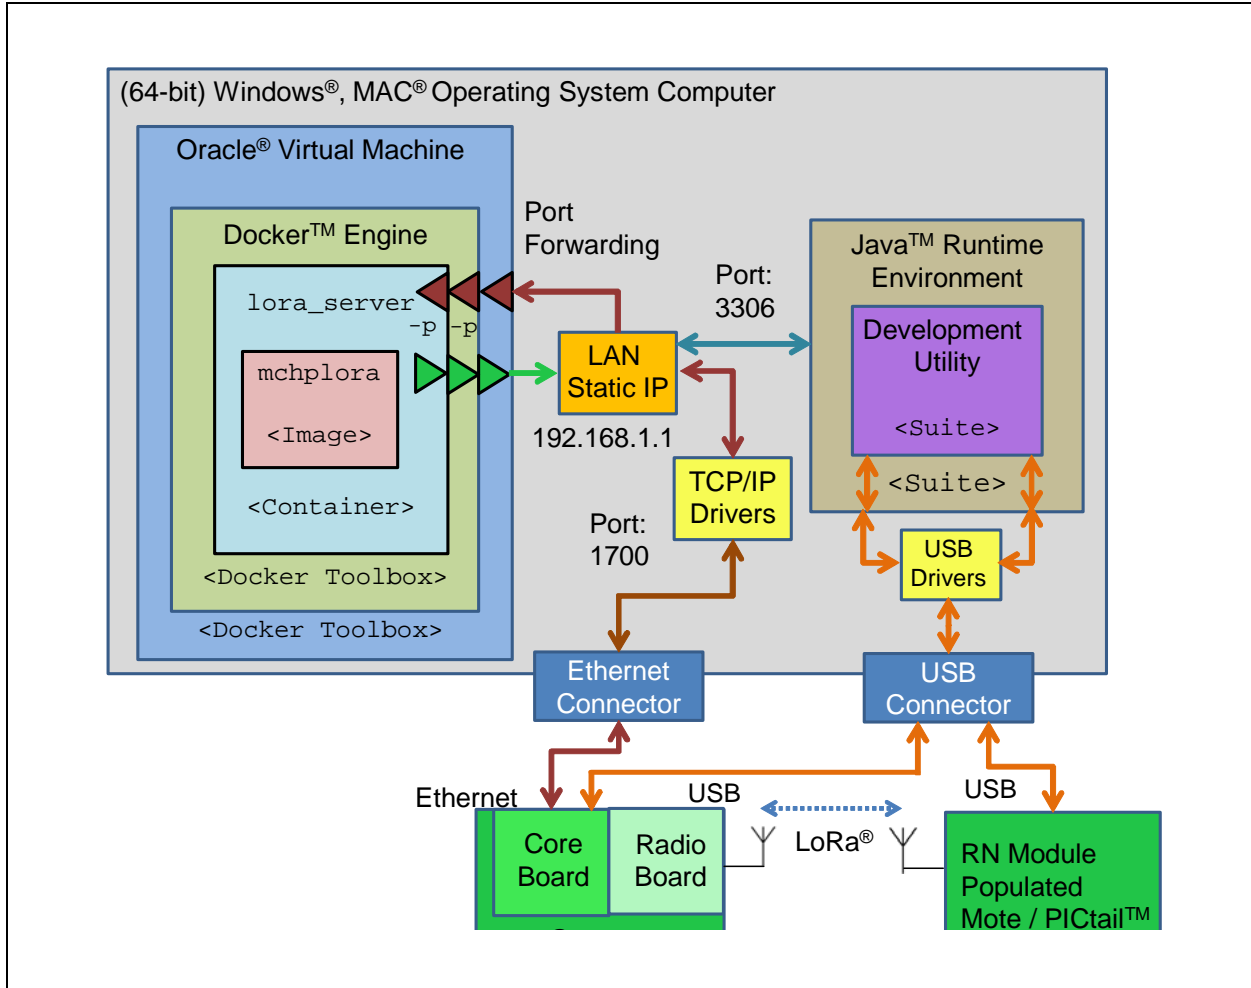 (64-bit) Windows®, MAC® Operating System Computer
Oracle® Virtual Machine
Docker™ Engine
lora_server
-p -p
mchplora
<Image>
<Container>
<Docker Toolbox>
<Docker Toolbox>
Port
Forwarding
LAN
Static IP
192.168.1.1
Port:
3306
Java™ Runtime
Environment
Development
Utility
<Suite>
<Suite>
TCP/IP
Drivers
Port:
1700
USB
Drivers
Ethernet
Connector
USB
Connector
Ethernet
USB
USB
Core
Board
Radio
Board
LoRa®
RN Module
Populated
Mote / PICtail™